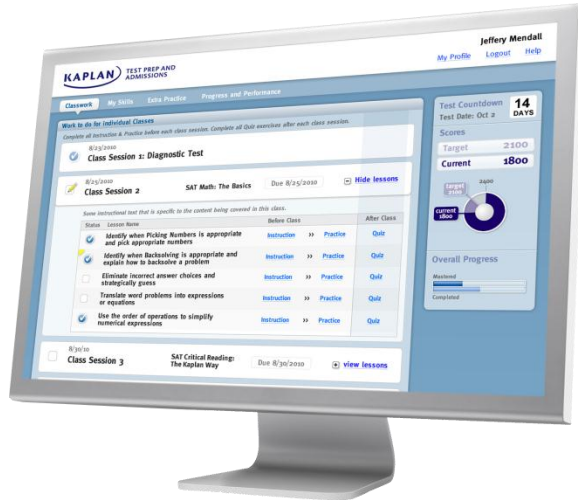 Jeffery Mendall
My Profile Logout Help
KAPLAN TEST PREP AND
ADMISSIONS
Classwork My Skills Extra Practice Progress and Performance
Work to do for Individual Classes
Complete all Instruction & Practice before each class session. Complete all Quiz exercises after each class session.
8/23/2010
Class Session 1: Diagnostic Test
8/25/2010
Class Session 2 SAT Math: The Basics Due 8/25/2010 Hide lessons
Some instructional text that is specific to the content being covered in this class.
Status Lesson Name Before Class After Class
Identify when Picking Numbers is appropriate
and pick appropriate numbers
Instruction >> Practice Quiz
Identify when Backsolving is appropriate and
explain how to backsolve a problem
Instruction >> Practice Quiz
Eliminate incorrect answer choices and
strategically guess
Instruction >> Practice Quiz
Translate word problems into expressions
or equations
Instruction >> Practice Quiz
Use the order of operations to simplify
numerical expressions
Instruction >> Practice Quiz
8/30/10
Class Session 3 SAT Critical Reading:
The Kaplan Way
Due 8/30/2010 view lessons
Test Countdown 14
DAYS
Test Date: Oct 2
Scores
Target 2100
Current 1800
2400
Target
2100
current
1800
Overall Progress
Mastered
Completed